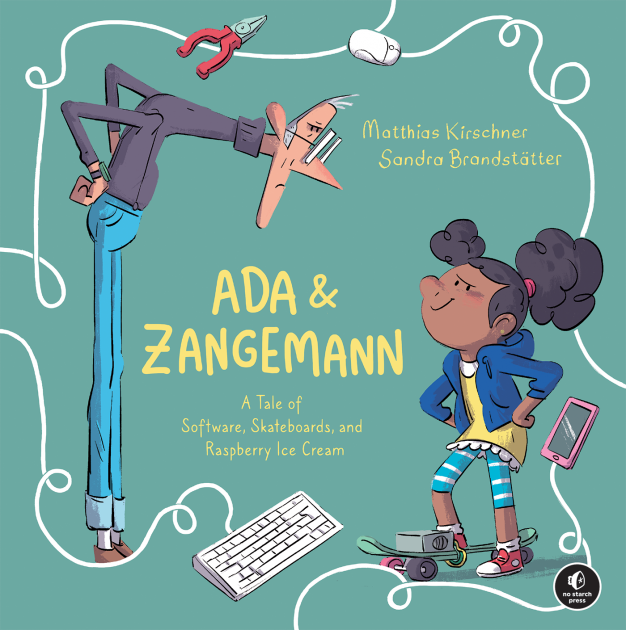 Matthias Kirschner
Sandra Brandstätter
ADA &
ZANGEMANN
A Tale of
Software, Skateboards, and
Raspberry Ice Cream
no starch
press